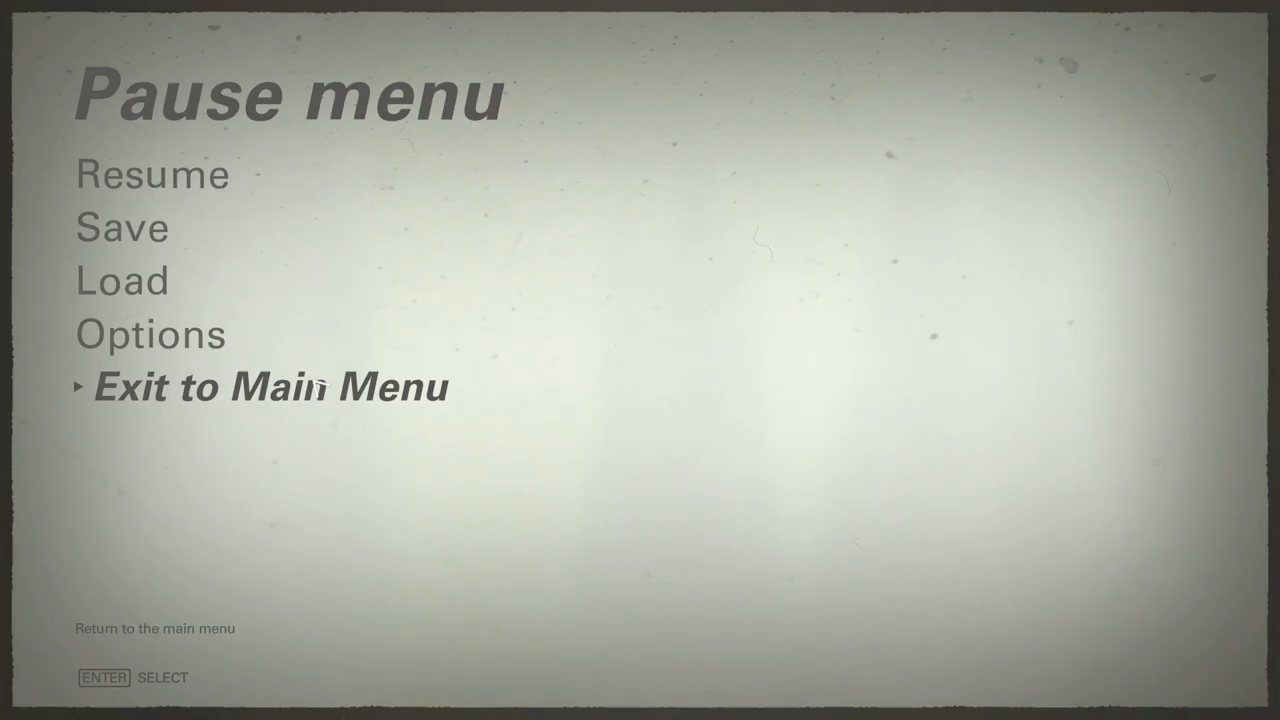 Pause menu
Resume
Save
Load
Options
Exit to Main Menu
Return to the main menu
ENTER SELECT